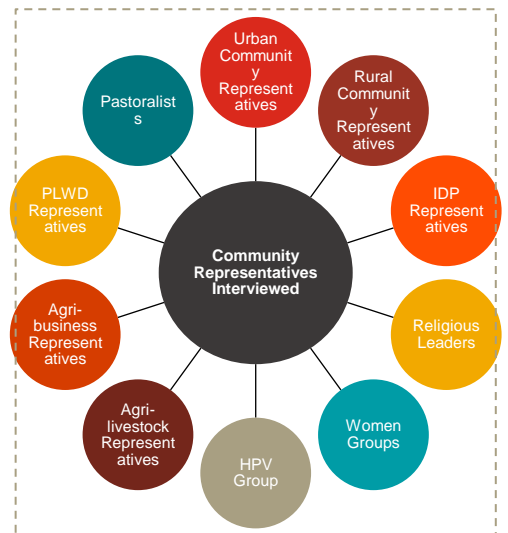 Urban
Communit
y
Represent
atives
Rural
Communit
y
Represent
atives
IDP
Represent
atives
Religious
Leaders
Women
Groups
HPV
Group
Agri-
livestock
Represent
atives
Agri-
business
Represent
atives
PLWD
Represent
atives
Pastoralist
s
Community
Representatives
Interviewed